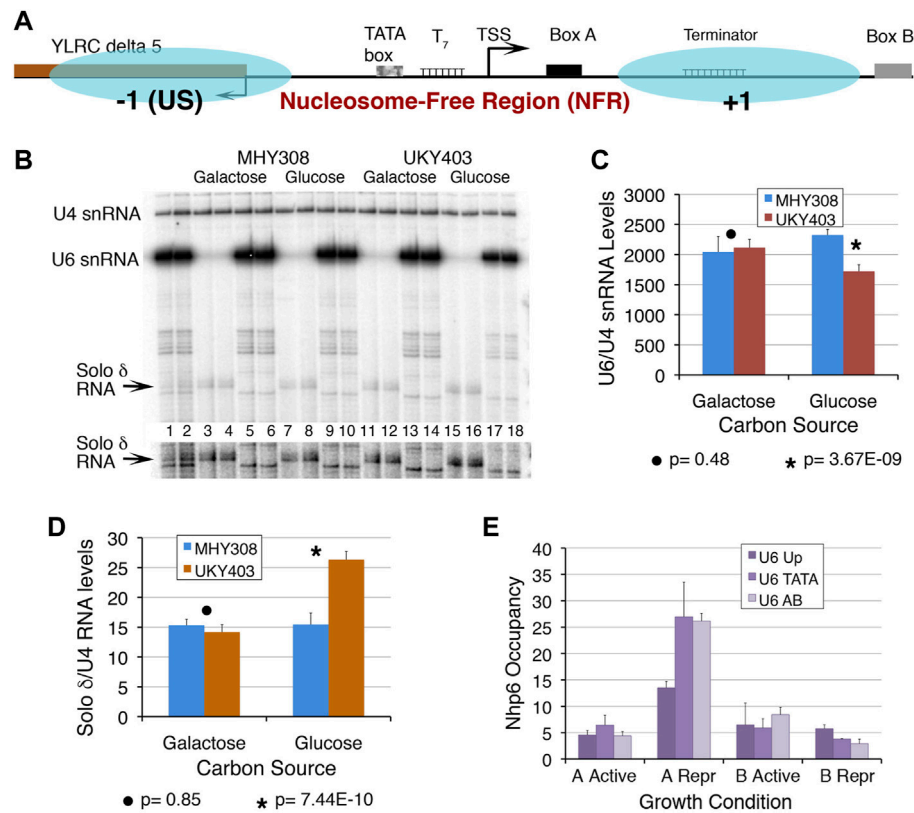 A
YLRC delta 5
TATA
box
T7
TSS
Box A
Terminator
Box B
-1 (US)
Nucleosome-Free Region (NFR)
+1
B
MHY308
UKY403
Galactose
Glucose
Galactose
Glucose
U4 snRNA
U6 snRNA
Solo δ
RNA
1 2 3 4 5 6 7 8 9 10 11 12 13 14 15 16 17 18
Solo δ
RNA
C
U6/U4 snRNA Levels
3000
2500
2000
1500
1000
500
0
MHY308
UKY403
*
Galactose
Glucose
Carbon Source
● p= 0.48
* p= 3.67E-09
D
Solo δ/U4 RNA levels
30
25
20
15
10
5
0
MHY308
UKY403
*
Galactose
Glucose
Carbon Source
● p= 0.85
* p= 7.44E-10
E
Nhp6 Occupancy
40
35
30
25
20
15
10
5
0
U6 Up
U6 TATA
U6 AB
A Active
A Repr
B Active
B Repr
Growth Condition